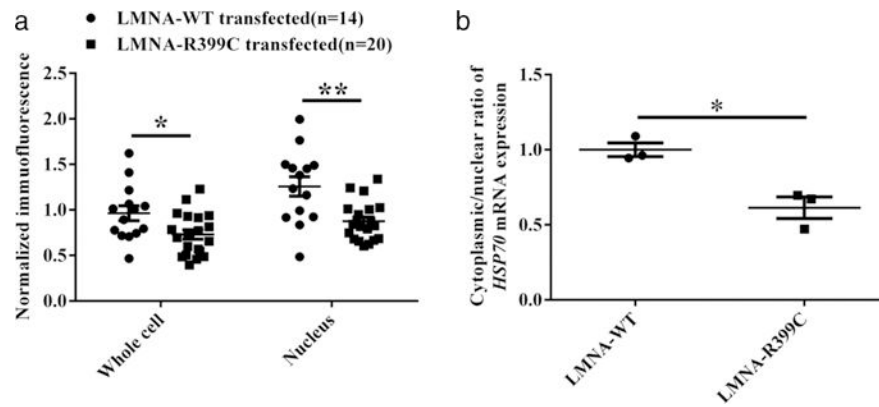 a
LMNA-WT transfected(n=14)
LMNA-R399C transfected(n=20)
Normalized immuofluorescence
2.5
2.0
1.5
1.0
0.5
0.0
*
**
Whole cell
Nucleus
b
Cytoplasmic/nuclear ratio of
HSP70 mRNA expression
1.5
1.0
0.5
0.0
*
LMNA-WT
LMNA-R399C